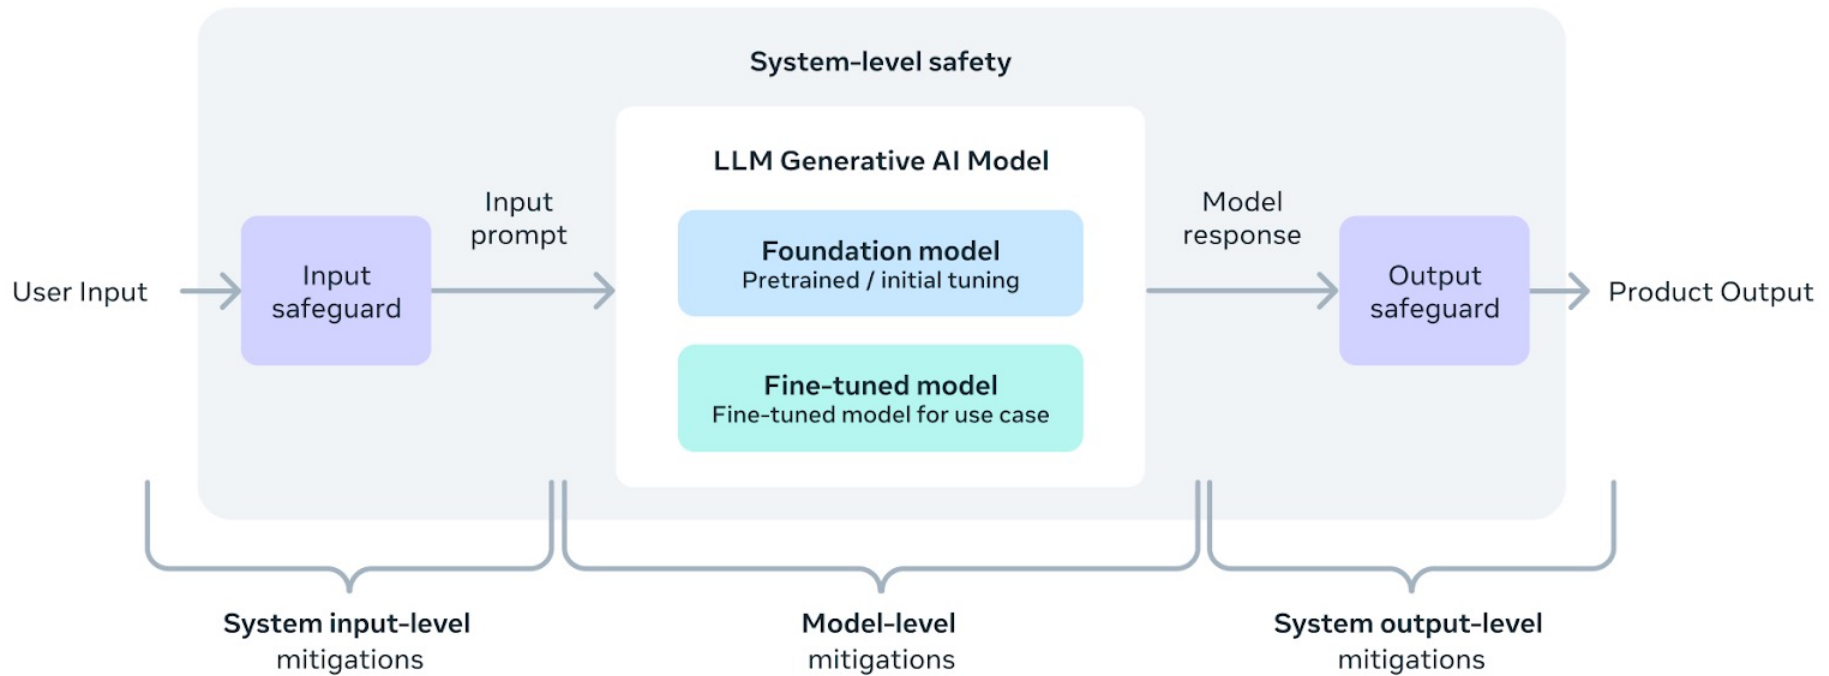 System-level safety
LLM Generative AI Model
Input
prompt
Model
response
Foundation model
Pretrained / initial tuning
User Input
Input
safeguard
Output
safeguard
Product Output
Fine-tuned model
Fine-tuned model for use case
System input-level
mitigations
Model-level
mitigations
System output-level
mitigations